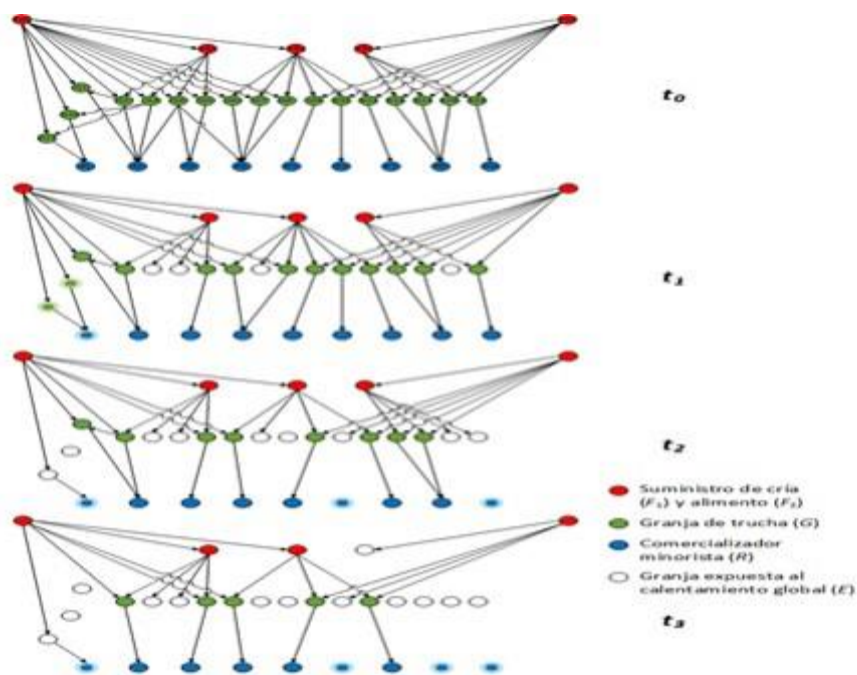 t₀
t₁
t₂
Suministro de cría
(F₁) y alimento (F₂)
Granja de trucha (G)
Comercializador
minorista (R)
Granja expuesta al
calentamiento global (E)
t₃